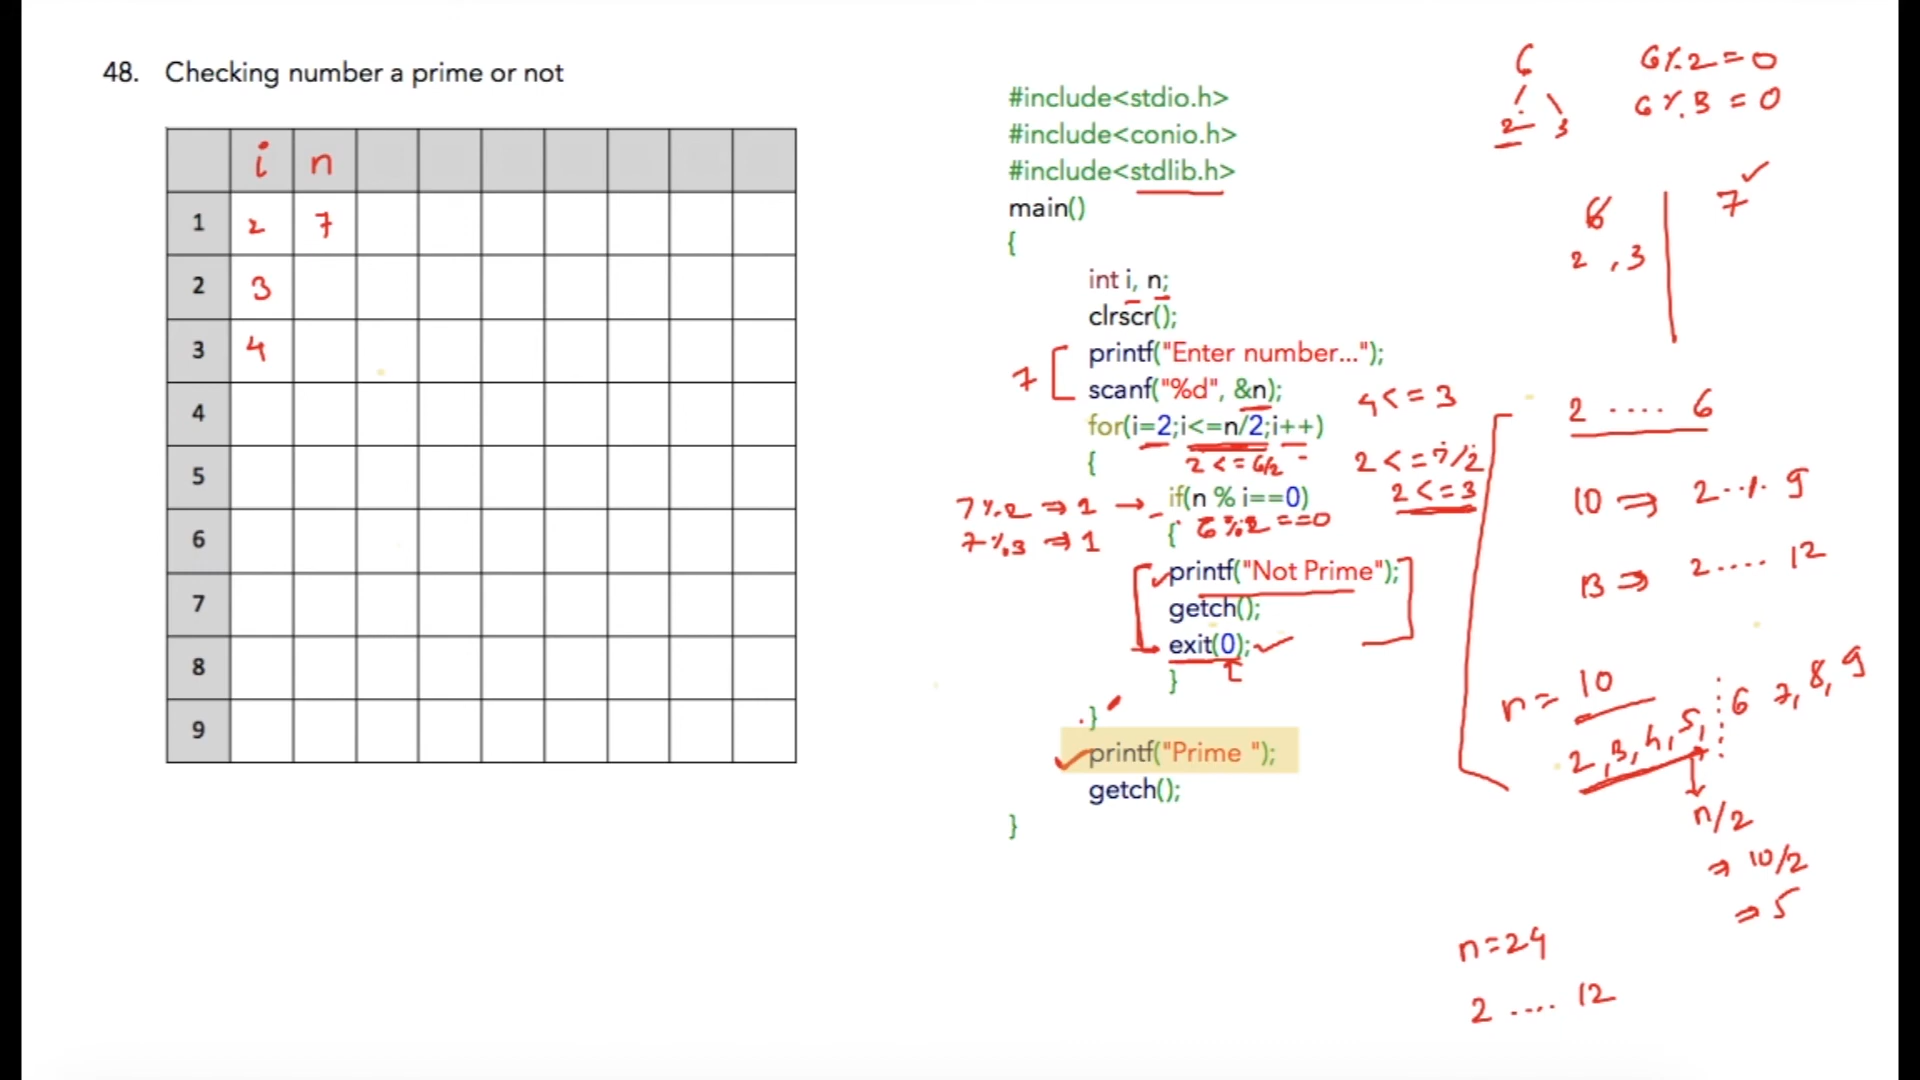 48. Checking number a prime or not
i n
1 2 7
2 3
3 4
4
5
6
7
8
9
#include<stdio.h>
#include<conio.h>
#include<stdlib.h>
main()
{
int i, n;
clrscr();
printf("Enter number...");
7
scanf("%d", &n);
4<=3
for(i=2;i<=n/2;i++)
{
2<=6/2
2<=7/2
7%2 ⇒ 1 → if(n % i==0)
2<=3
7%3 ⇒ 1
{ 6%2==0
printf("Not Prime");
getch();
exit(0);
}
}
printf("Prime ");
getch();
}
6
2 3
6%2=0
6%3=0
6
7
2,3
2 .... 6
10 ⇒ 2...9
13 ⇒ 2.... 12
n= 10
2,3,4,5, 6 7,8,9
n/2
⇒ 10/2
⇒ 5
n=24
2 .... 12